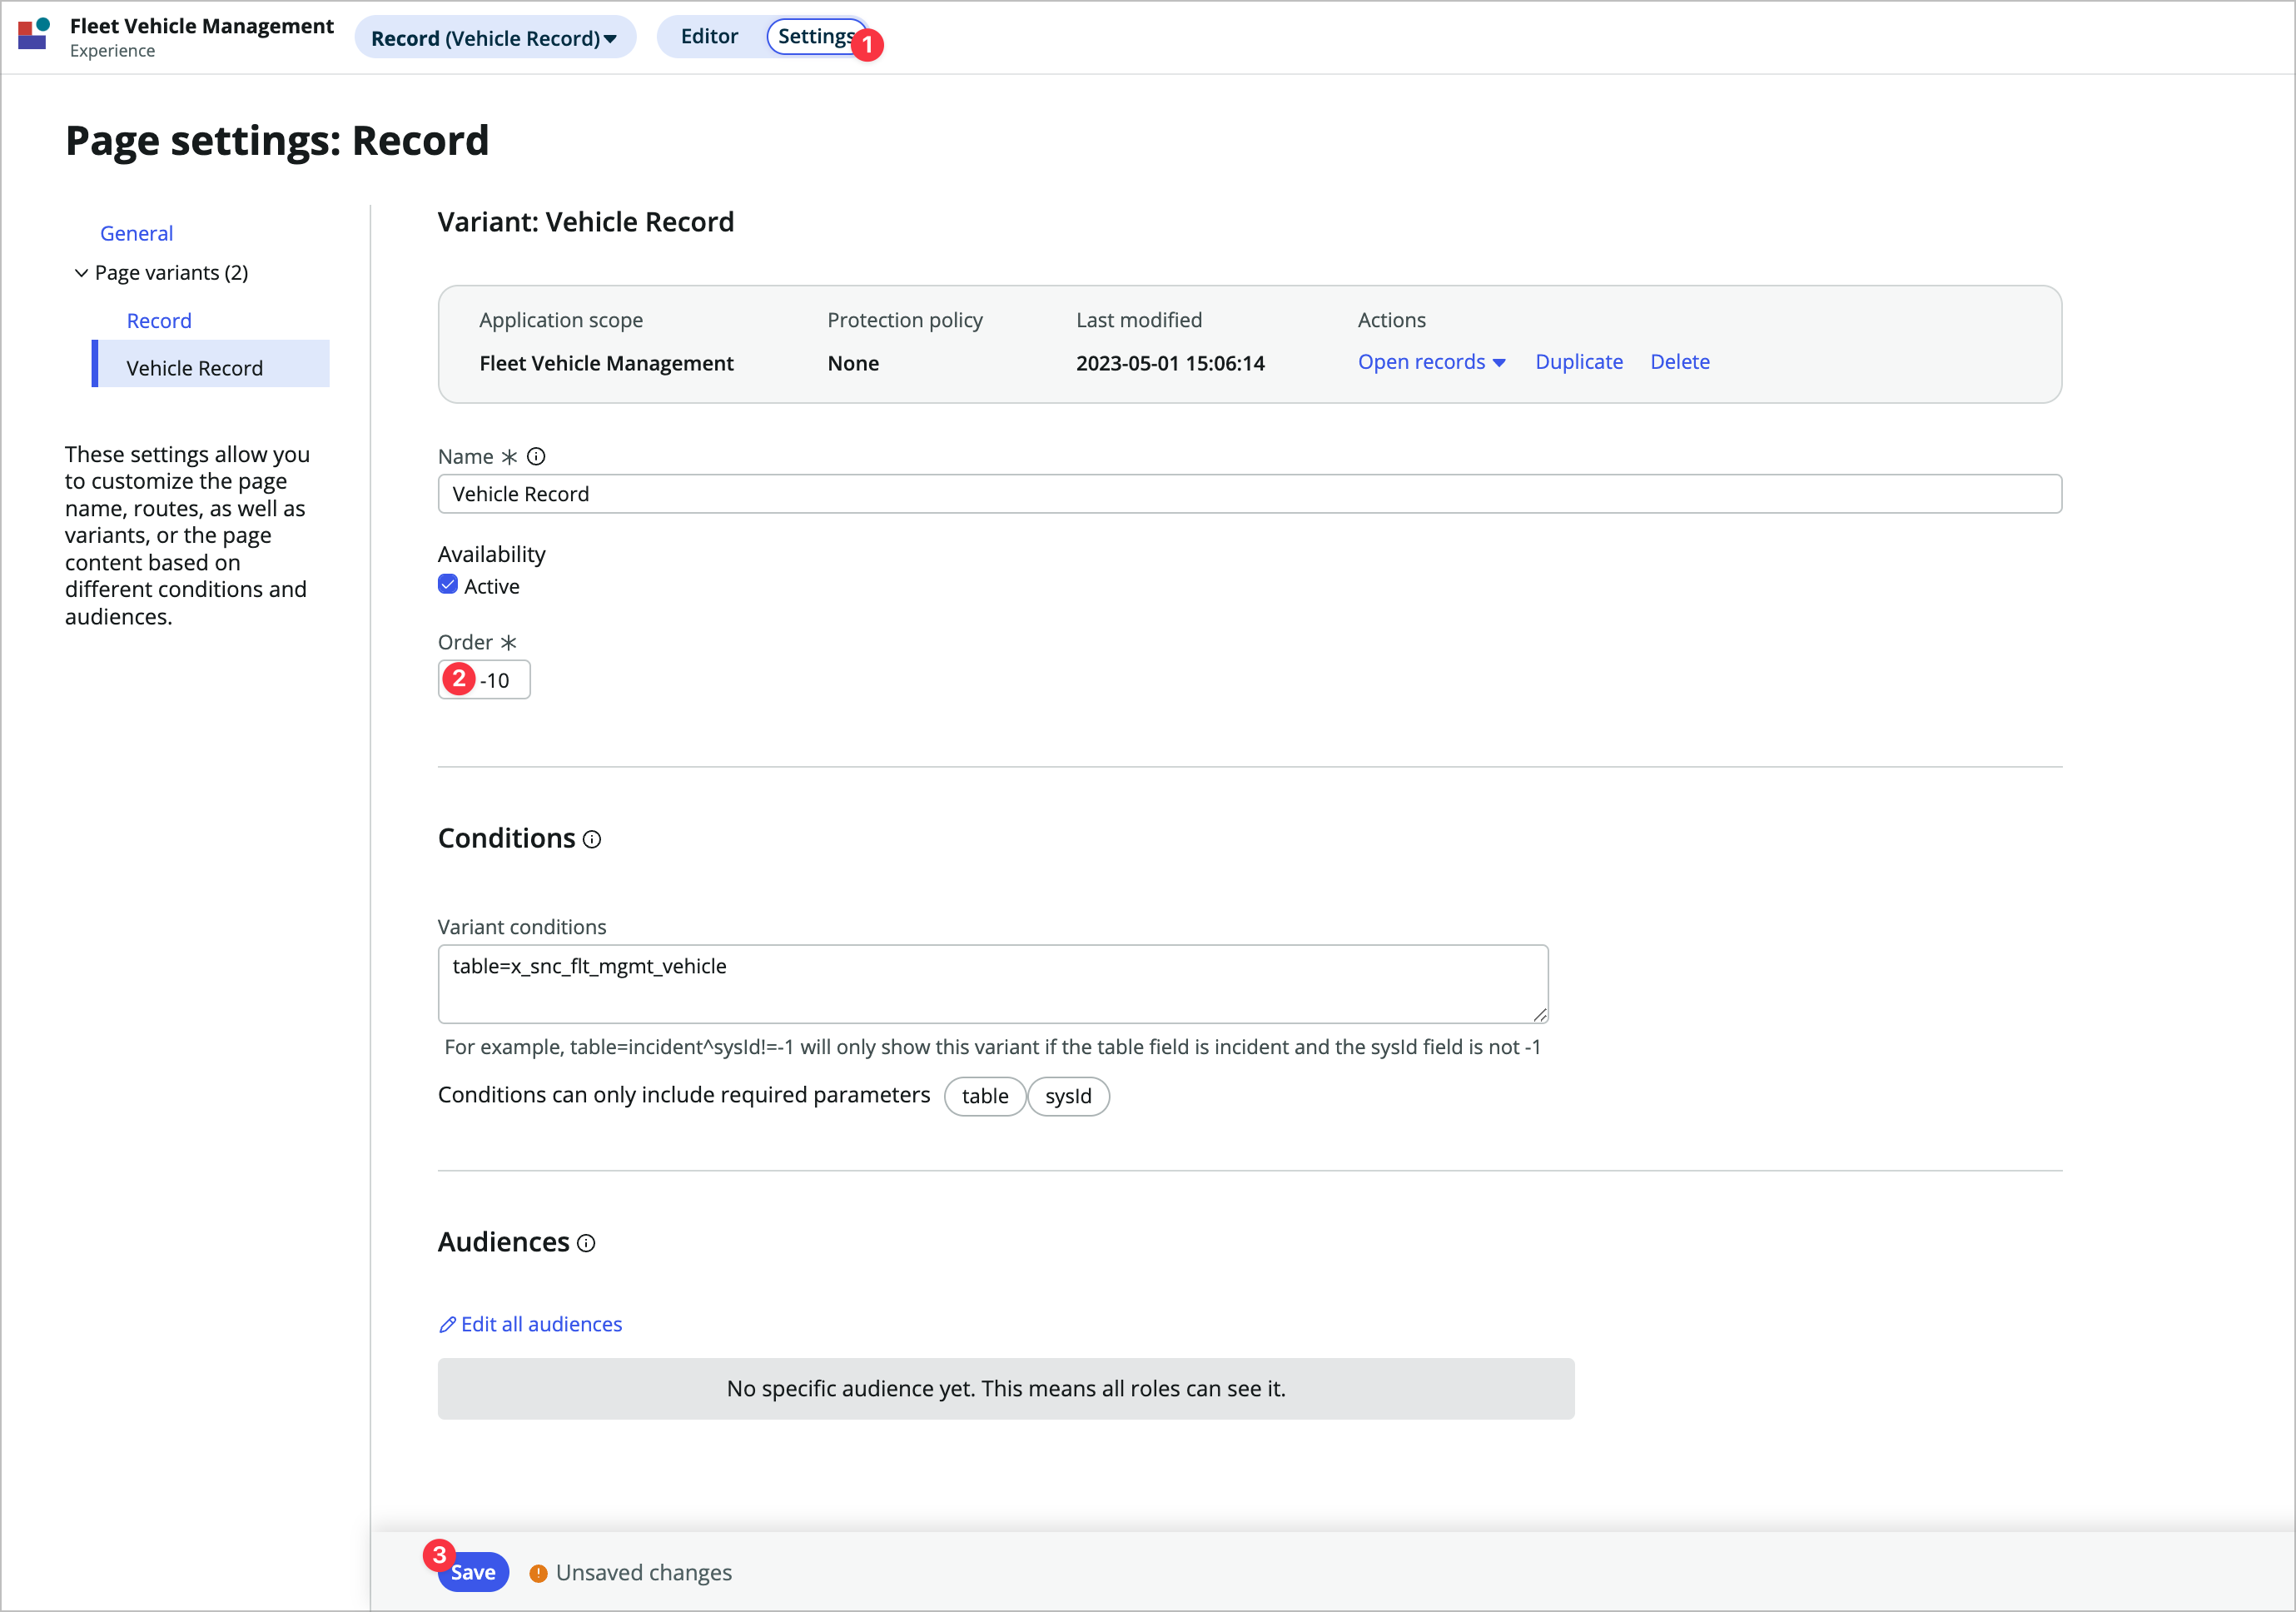 Fleet Vehicle Management
Experience
Record (Vehicle Record)
Editor
Settings
1
Page settings: Record
General
Page variants (2)
Record
Vehicle Record
These settings allow you
to customize the page
name, routes, as well as
variants, or the page
content based on
different conditions and
audiences.
Variant: Vehicle Record
Application scope Protection policy Last modified Actions
Fleet Vehicle Management None 2023-05-01 15:06:14 Open records Duplicate Delete
Name *
Vehicle Record
Availability
Active
Order *
2 -10
Conditions
Variant conditions
table=x_snc_flt_mgmt_vehicle
For example, table=incident^sysId!=-1 will only show this variant if the table field is incident and the sysId field is not -1
Conditions can only include required parameters table sysId
Audiences
Edit all audiences
No specific audience yet. This means all roles can see it.
3
Save Unsaved changes